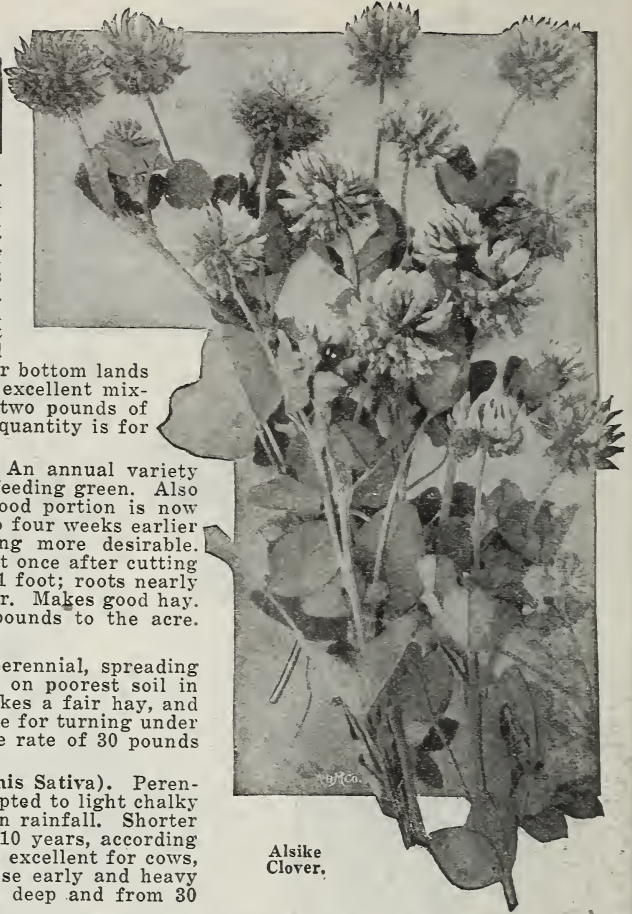 r bottom lands
excellent mix-
two pounds of
quantity is for
An annual variety
feeding green. Also
ood portion is now
o four weeks earlier
ng more desirable.
t once after cutting
1 foot; roots nearly
r. Makes good hay.
pounds to the acre.
erennial, spreading
on poorest soil in
kes a fair hay, and
e for turning under
e rate of 30 pounds
nis Sativa). Peren-
pted to light chalky
n rainfall. Shorter
10 years, according
excellent for cows,
se early and heavy
deep and from 30
Alsike
Clover.